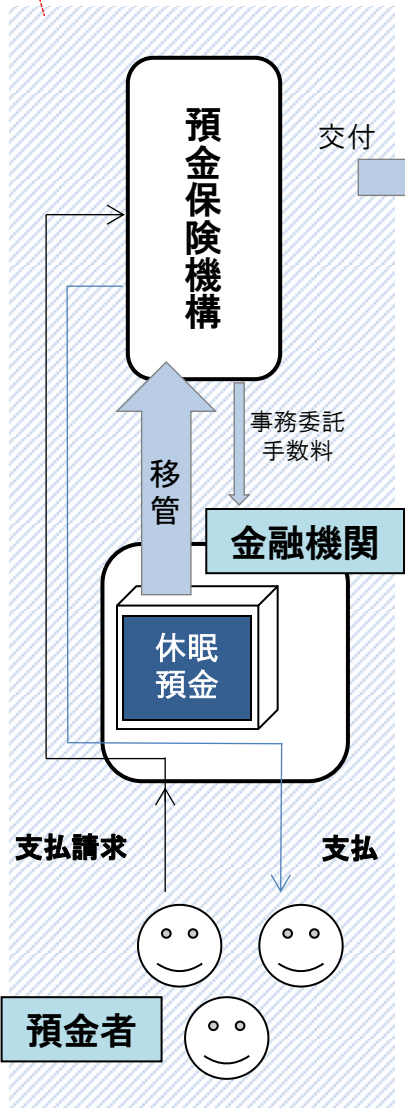 預金保険機構
交付
事務委託
手数料
移管
金融機関
休眠
預金
支払請求
支払
預金者